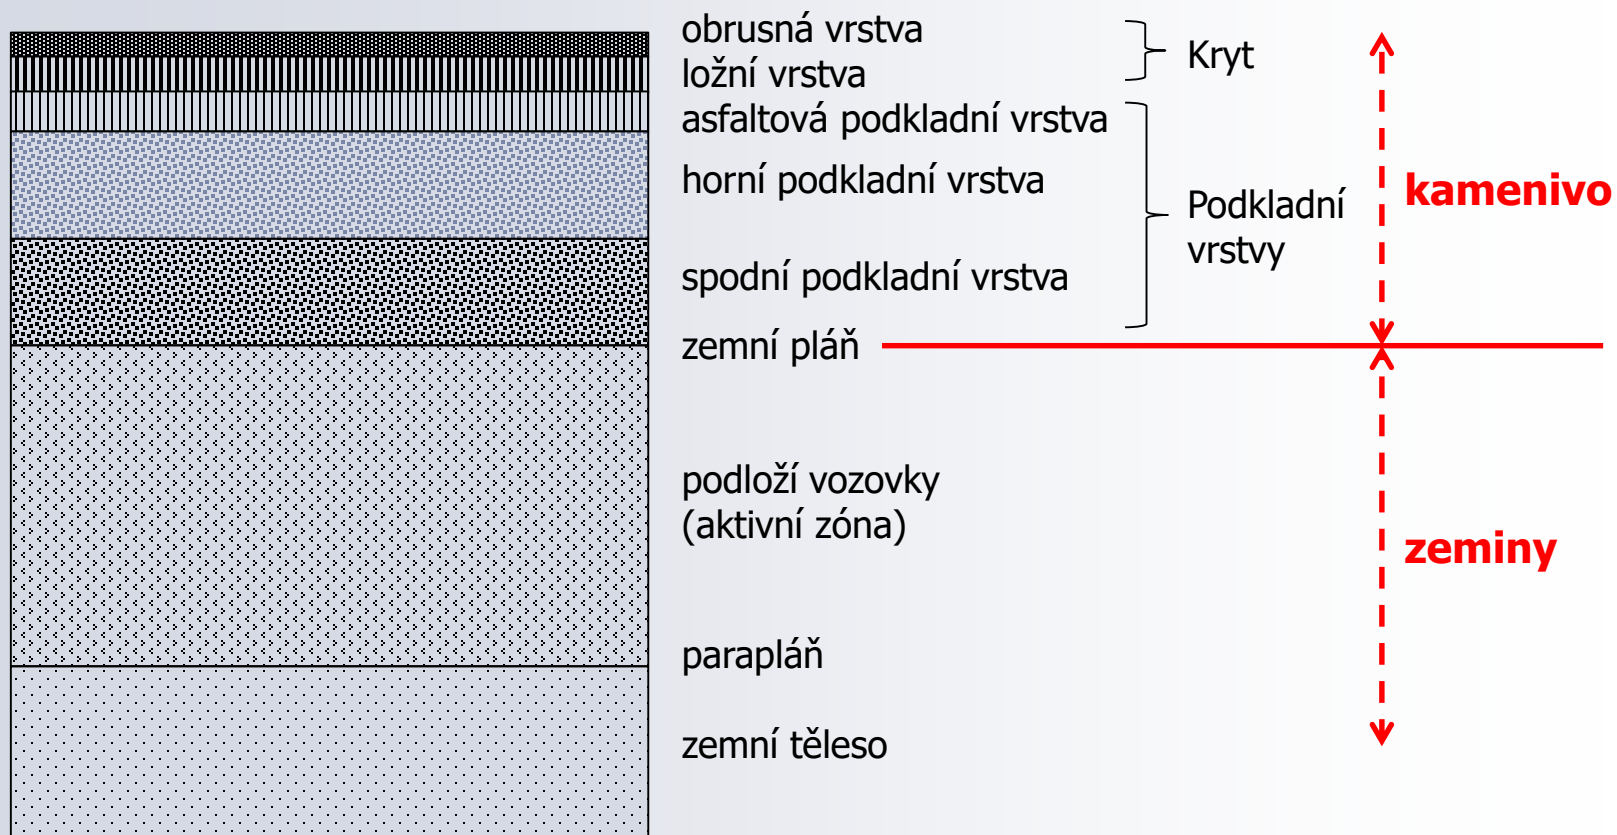 obrusná vrstva
ložní vrstva
asfaltová podkladní vrstva
horní podkladní vrstva
spodní podkladní vrstva
zemní pláň
podloží vozovky
(aktivní zóna)
parapláň
zemní těleso
Kryt
Podkladní
vrstvy
kamenivo
zeminy